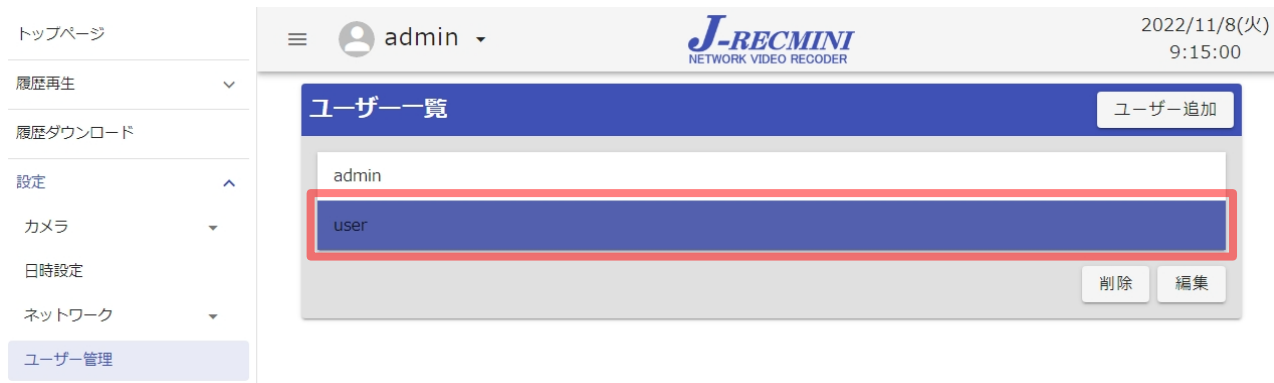 トップページ
履歴再生
履歴ダウンロード
設定
カメラ
日時設定
ネットワーク
ユーザー管理
admin
J-RECMINI
NETWORK VIDEO RECODER
2022/11/8(火)
9:15:00
ユーザー一覧
ユーザー追加
admin
user
削除
編集